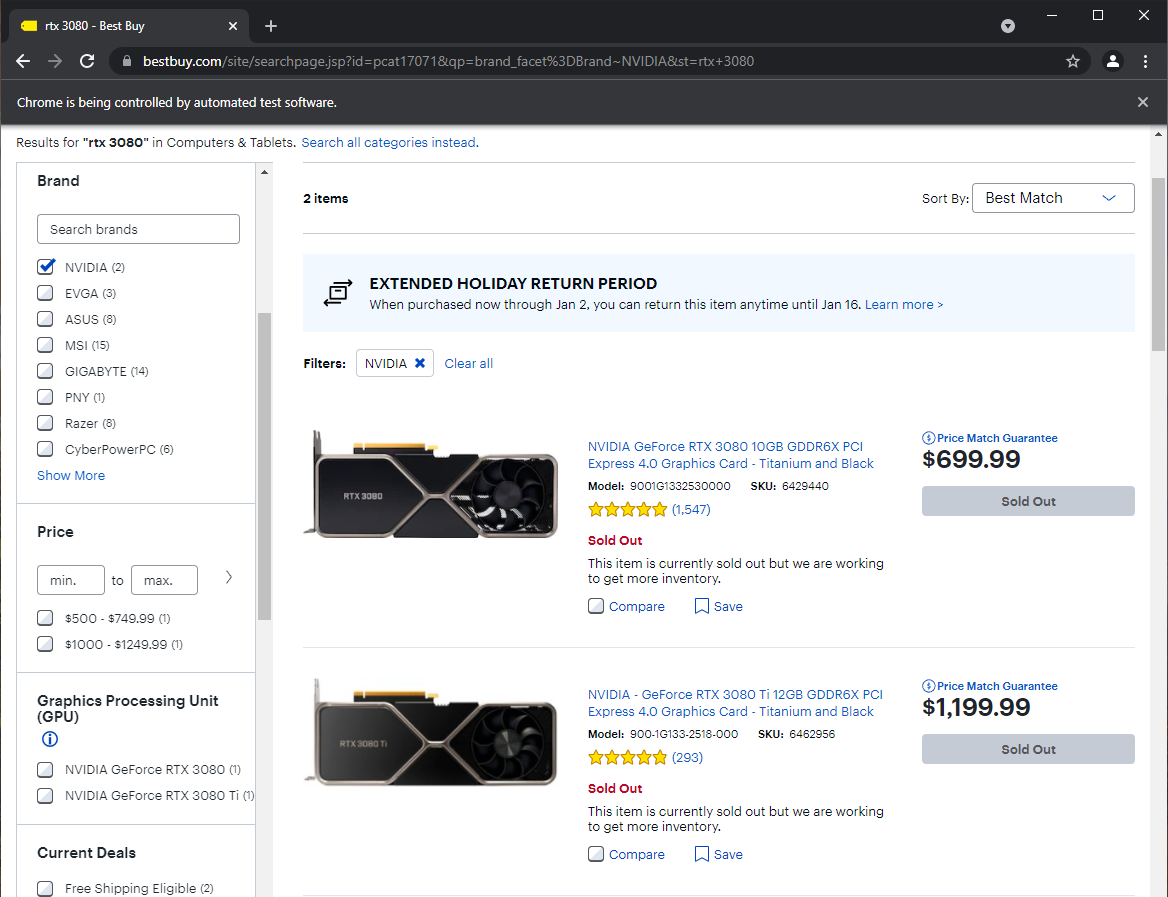 rtx 3080 - Best Buy
bestbuy.com/site/searchpage.jsp?id=pcat17071&qp=brand_facet%3DBrand~NVIDIA&st=rtx+3080
Chrome is being controlled by automated test software.
Results for "rtx 3080" in Computers & Tablets. Search all categories instead.
Brand
Search brands
NVIDIA (2)
EVGA (3)
ASUS (8)
MSI (15)
GIGABYTE (14)
PNY (1)
Razer (8)
CyberPowerPC (6)
Show More
Price
min. to max.
$500 - $749.99 (1)
$1000 - $1249.99 (1)
Graphics Processing Unit
(GPU)
NVIDIA GeForce RTX 3080 (1)
NVIDIA GeForce RTX 3080 Ti (1)
Current Deals
Free Shipping Eligible (2)
2 items
Sort By: Best Match
EXTENDED HOLIDAY RETURN PERIOD
When purchased now through Jan 2, you can return this item anytime until Jan 16. Learn more >
Filters: NVIDIA Clear all
RTX 3080
NVIDIA GeForce RTX 3080 10GB GDDR6X PCI
Express 4.0 Graphics Card - Titanium and Black
Model: 9001G1332530000 SKU: 6429440
(1,547)
Sold Out
This item is currently sold out but we are working
to get more inventory.
Compare Save
Price Match Guarantee
$699.99
Sold Out
RTX 3080 Ti
NVIDIA - GeForce RTX 3080 Ti 12GB GDDR6X PCI
Express 4.0 Graphics Card - Titanium and Black
Model: 900-1G133-2518-000 SKU: 6462956
(293)
Sold Out
This item is currently sold out but we are working
to get more inventory.
Compare Save
Price Match Guarantee
$1,199.99
Sold Out